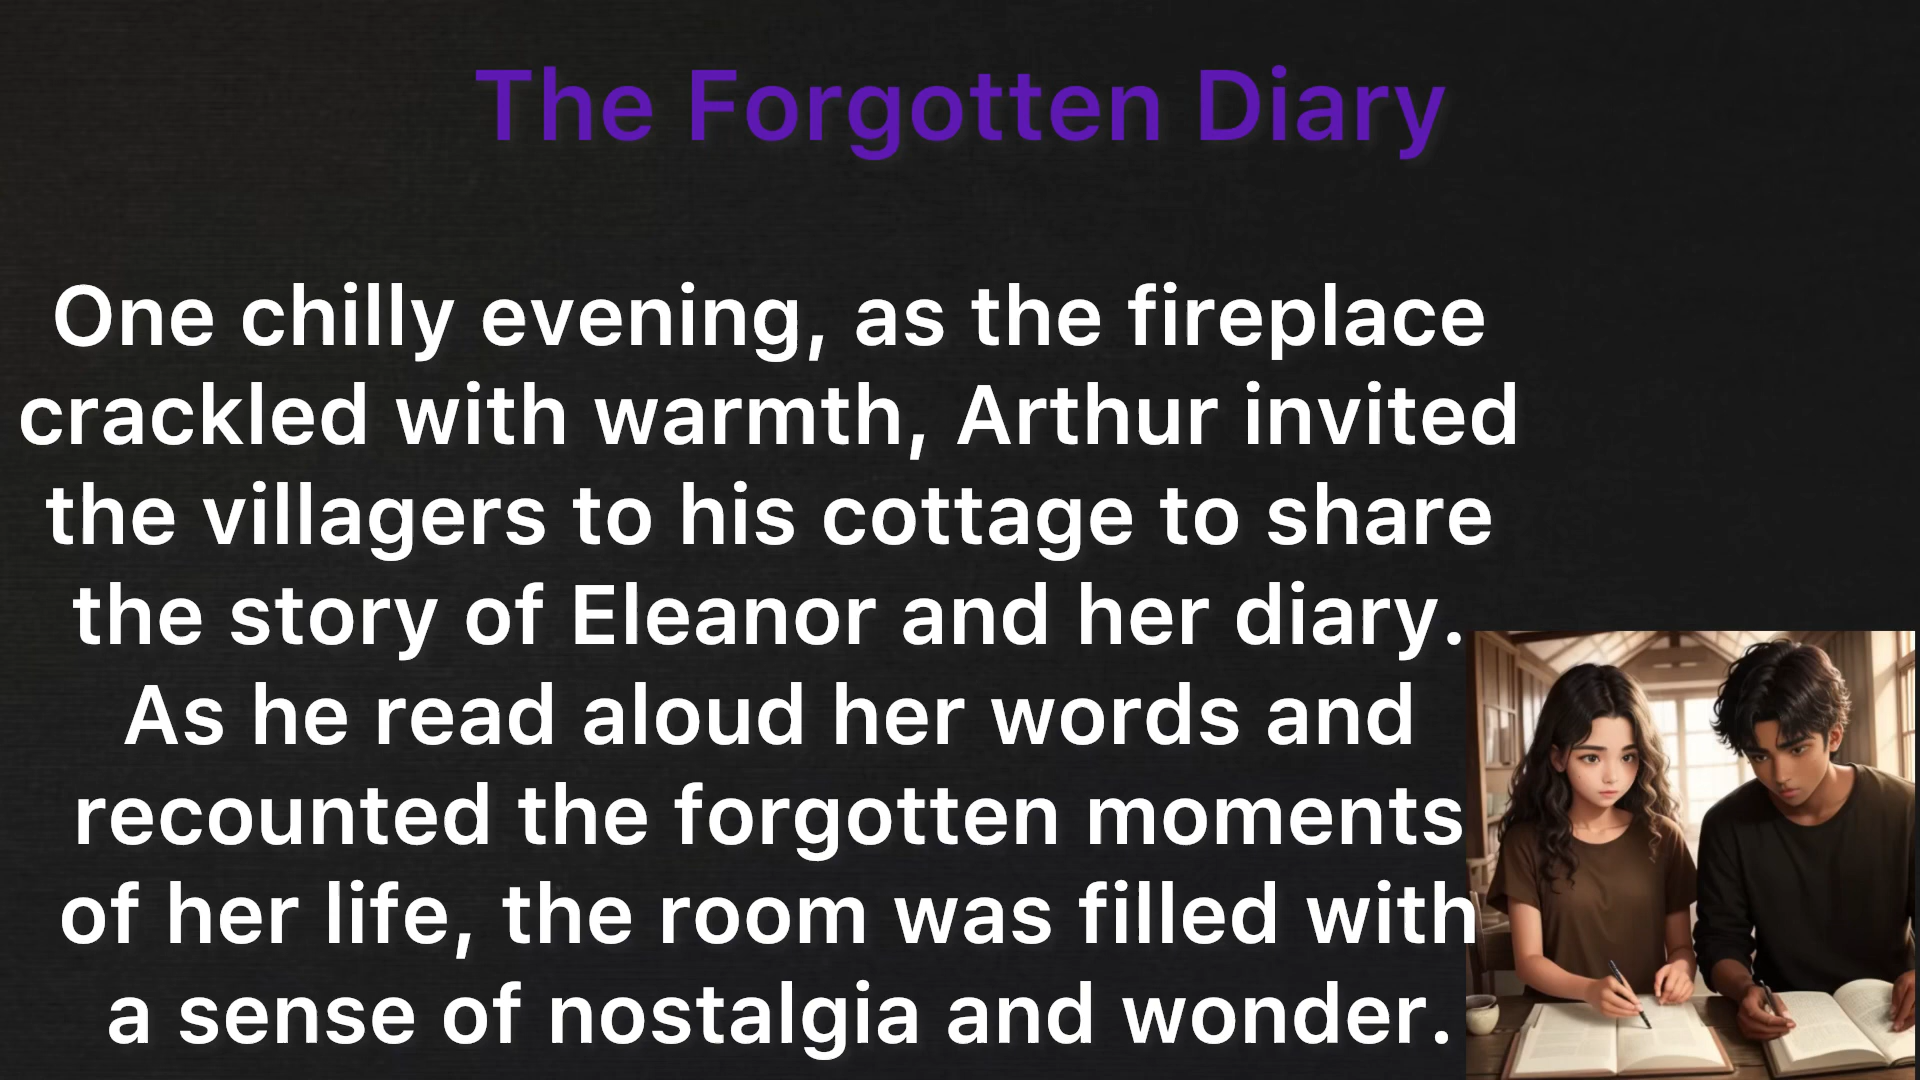 The Forgotten Diary
One chilly evening, as the fireplace
crackled with warmth, Arthur invited
the villagers to his cottage to share
the story of Eleanor and her diary.
As he read aloud her words and
recounted the forgotten moments
of her life, the room was filled with
a sense of nostalgia and wonder.